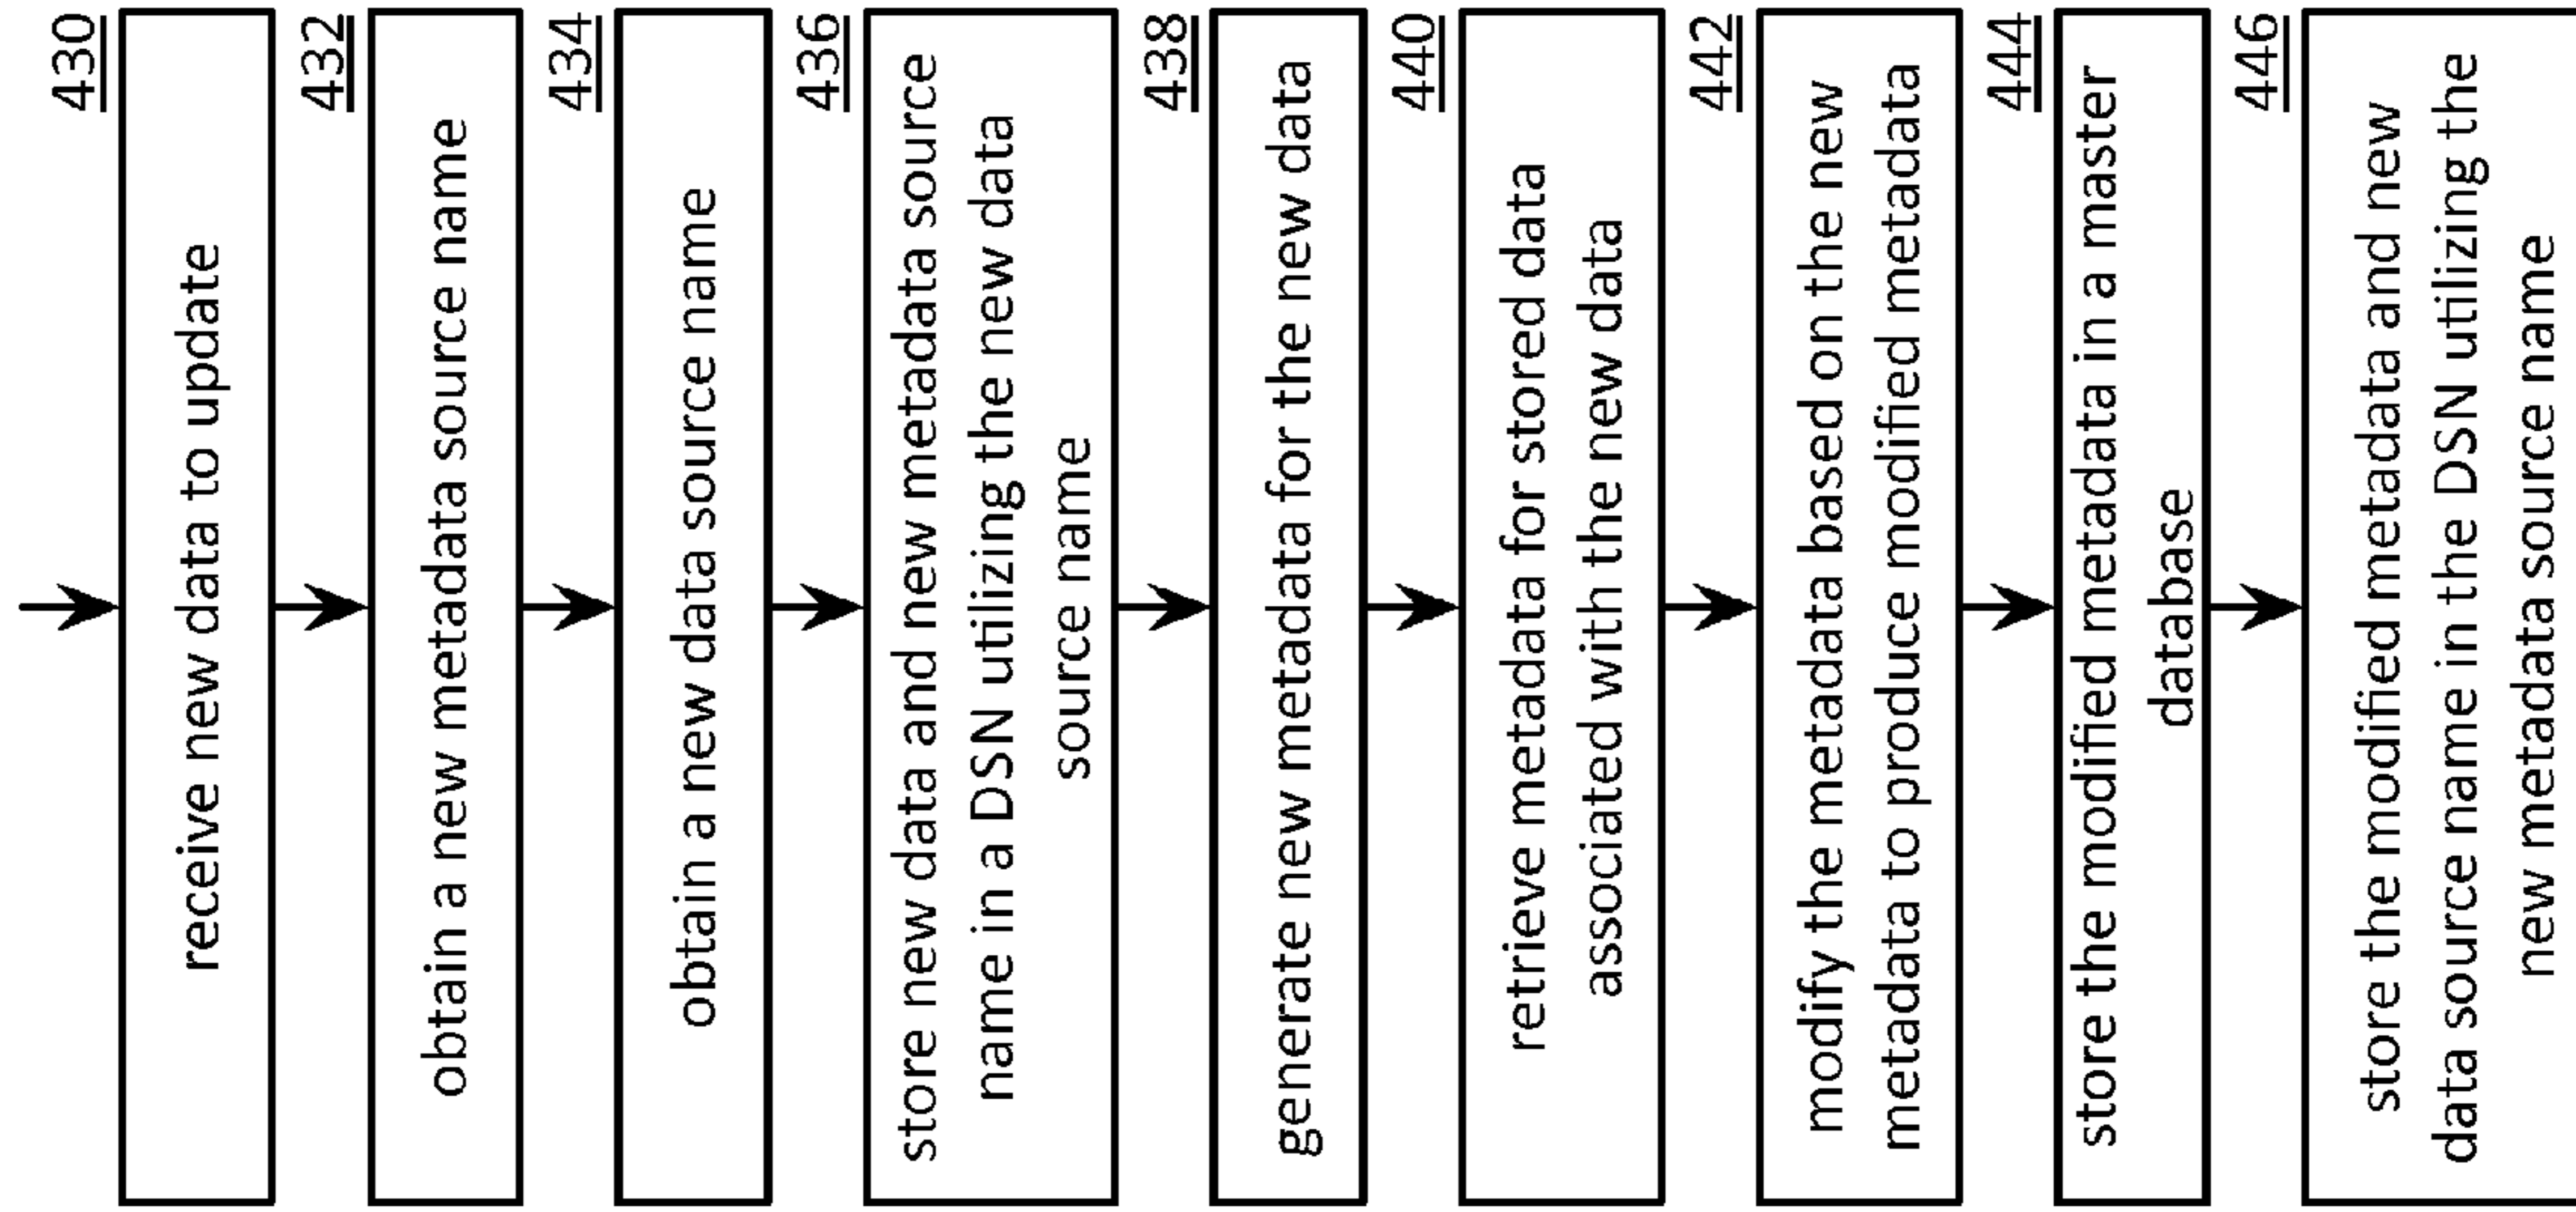 430
receive new data to update
432
obtain a new metadata source name
434
obtain a new data source name
436
store new data and new metadata source
name in a DSN utilizing the new data
source name
438
generate new metadata for the new data
440
retrieve metadata for stored data
associated with the new data
442
modify the metadata based on the new
metadata to produce modified metadata
444
store the modified metadata in a master
database
446
store the modified metadata and new
data source name in the DSN utilizing the
new metadata source name